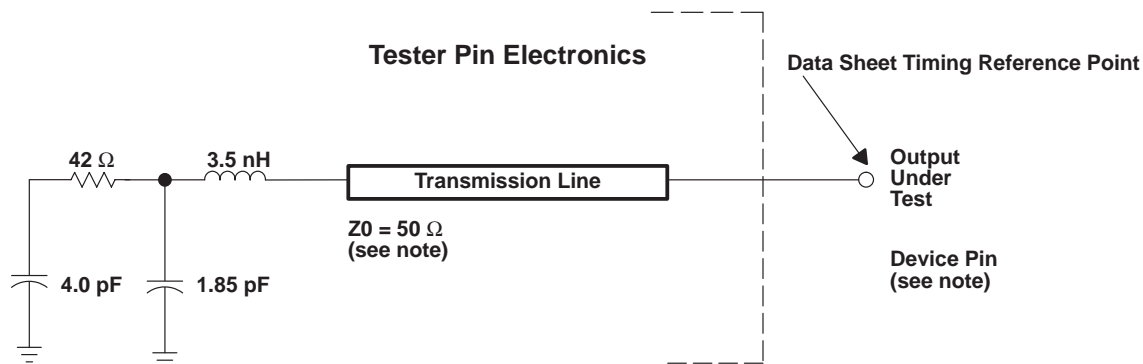 Tester Pin Electronics
Data Sheet Timing Reference Point
42 Ω
3.5 nH
Transmission Line
Output
Under
Test
Z0 = 50 Ω
(see note)
Device Pin
(see note)
4.0 pF
1.85 pF